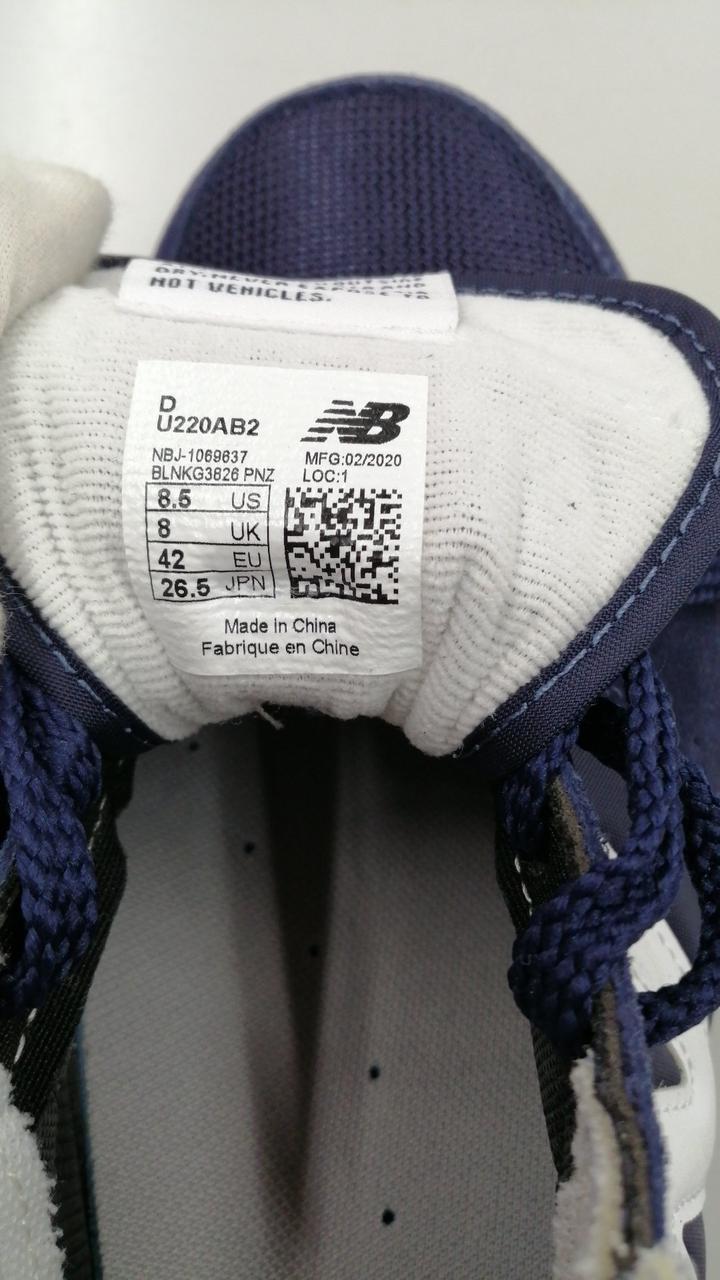 NOT VEHICLES.
D
U220AB2
NB
NBJ-1069637
BLNKG3826 PNZ
MFG:02/2020
LOC:1
8.5 US
8 UK
42 EU
26.5 JPN
Made in China
Fabrique en Chine